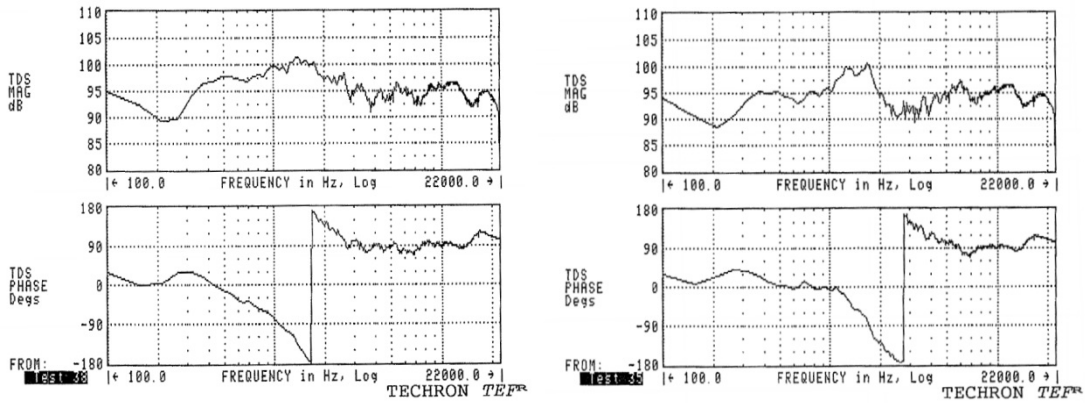 110
105
TDS 100
MAG 95
dB 90
85
80
|← 100.0 FREQUENCY in Hz, Log 22000.0 →|
180
90
TDS
PHASE 0
Degs
-90
FROM: -180
Test 38 |← 100.0 FREQUENCY in Hz, Log 22000.0 →|
TECHRON TEFR
110
105
TDS 100
MAG 95
dB 90
85
80
|← 100.0 FREQUENCY in Hz, Log 22000.0 →|
180
90
TDS
PHASE 0
Degs
-90
FROM: -180
Test 35 |← 100.0 FREQUENCY in Hz, Log 22000.0 →|
TECHRON TEFR